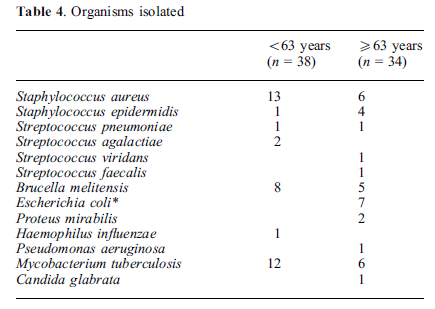 Table 4. Organisms isolated
<63 years ⩾63 years
(n = 38) (n = 34)
Staphylococcus aureus 13 6
Staphylococcus epidermidis 1 4
Streptococcus pneumoniae 1 1
Streptococcus agalactiae 2
Streptococcus viridans 1
Streptococcus faecalis 1
Brucella melitensis 8 5
Escherichia coli* 7
Proteus mirabilis 2
Haemophilus influenzae 1
Pseudomonas aeruginosa 1
Mycobacterium tuberculosis 12 6
Candida glabrata 1